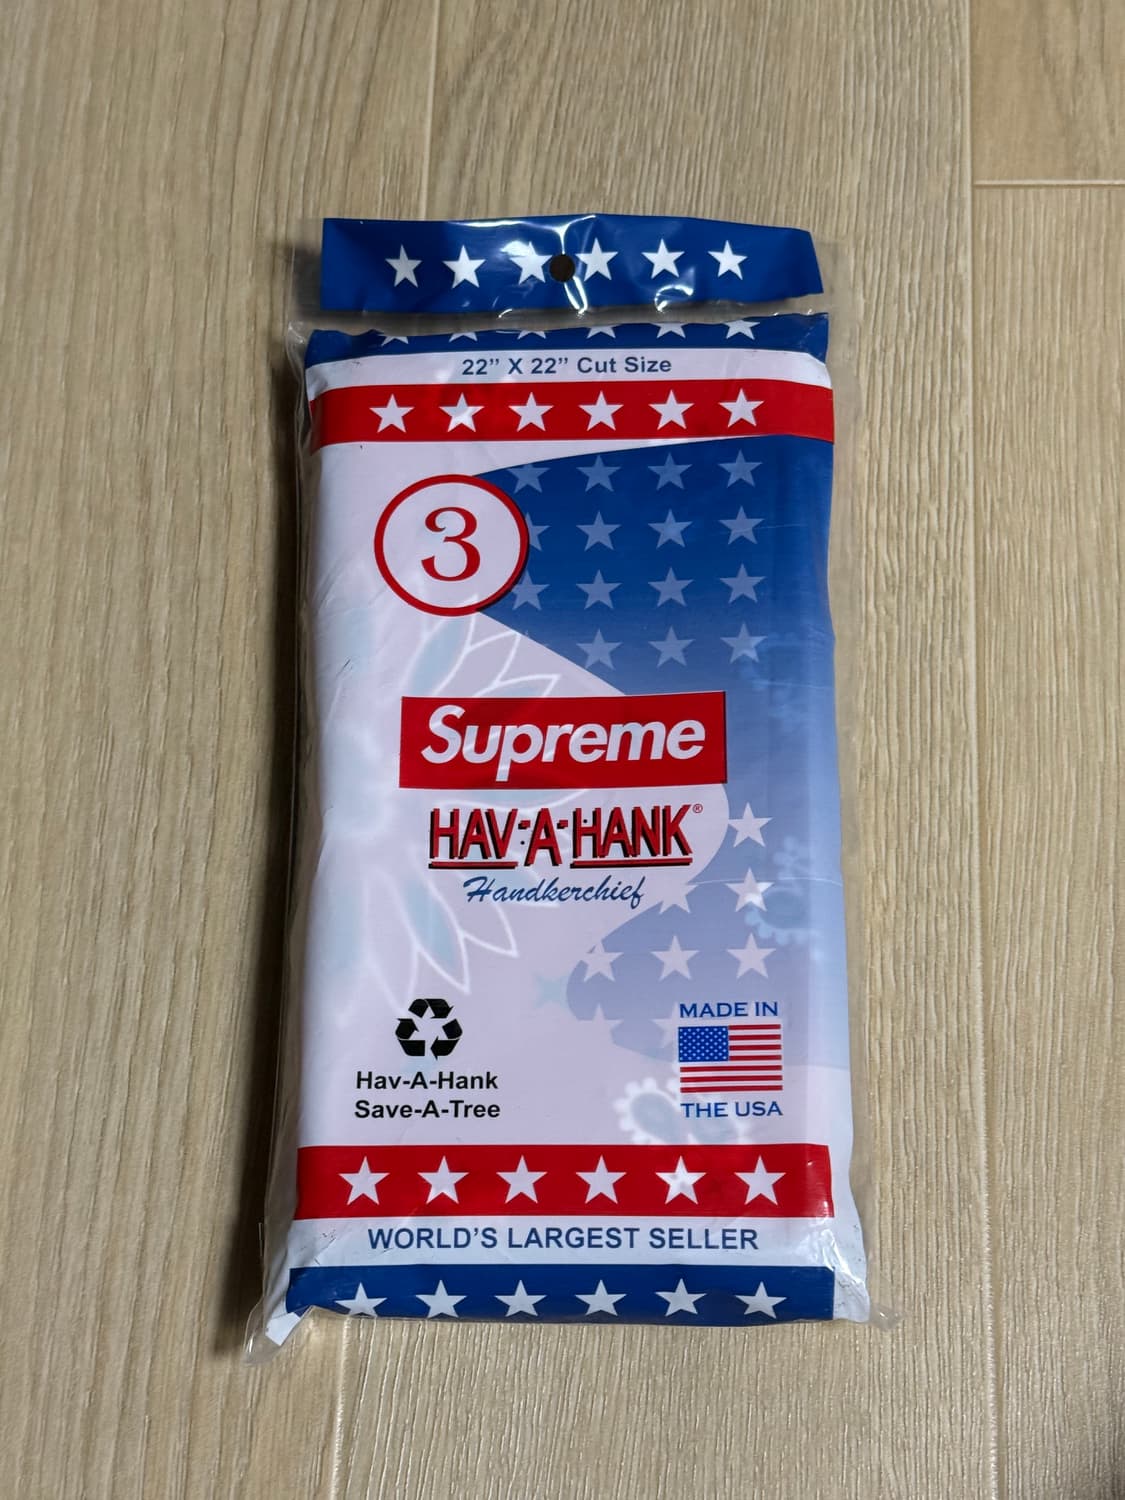 22” X 22” Cut Size
3
Supreme
HAV-A-HANK®
Handkerchief
Hav-A-Hank
Save-A-Tree
MADE IN
THE USA
WORLD’S LARGEST SELLER